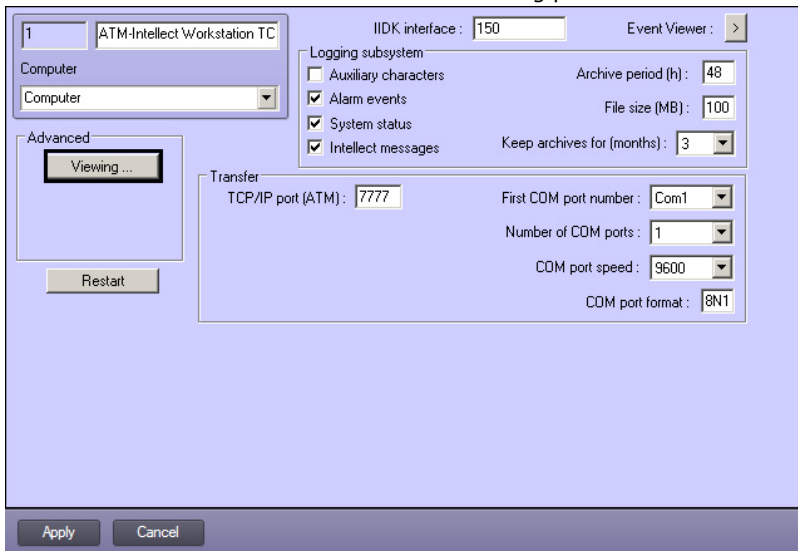 1 ATM-Intellect Workstation TC
IIDK interface : 150
Event Viewer : >
Computer
Computer
Logging subsystem
Auxiliary characters
Alarm events
System status
Intellect messages
Archive period (h) : 48
File size (MB) : 100
Keep archives for (months) : 3
Advanced
Viewing ...
Restart
Transfer
TCP/IP port (ATM) : 7777
First COM port number : Com1
Number of COM ports : 1
COM port speed : 9600
COM port format : 8N1
Apply Cancel